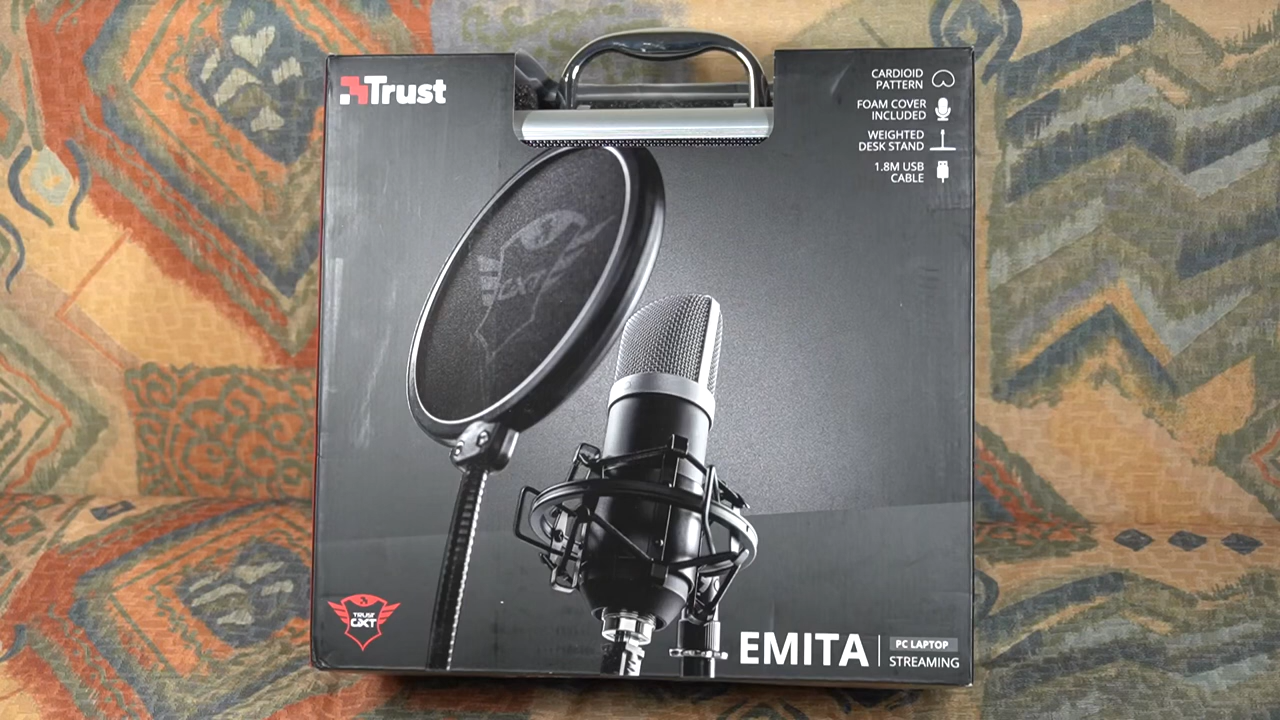 Trust
CARDIOID
PATTERN
FOAM COVER
INCLUDED
WEIGHTED
DESK STAND
1.8M USB
CABLE
GXT
TRUST
GXT
EMITA
PC LAPTOP
STREAMING